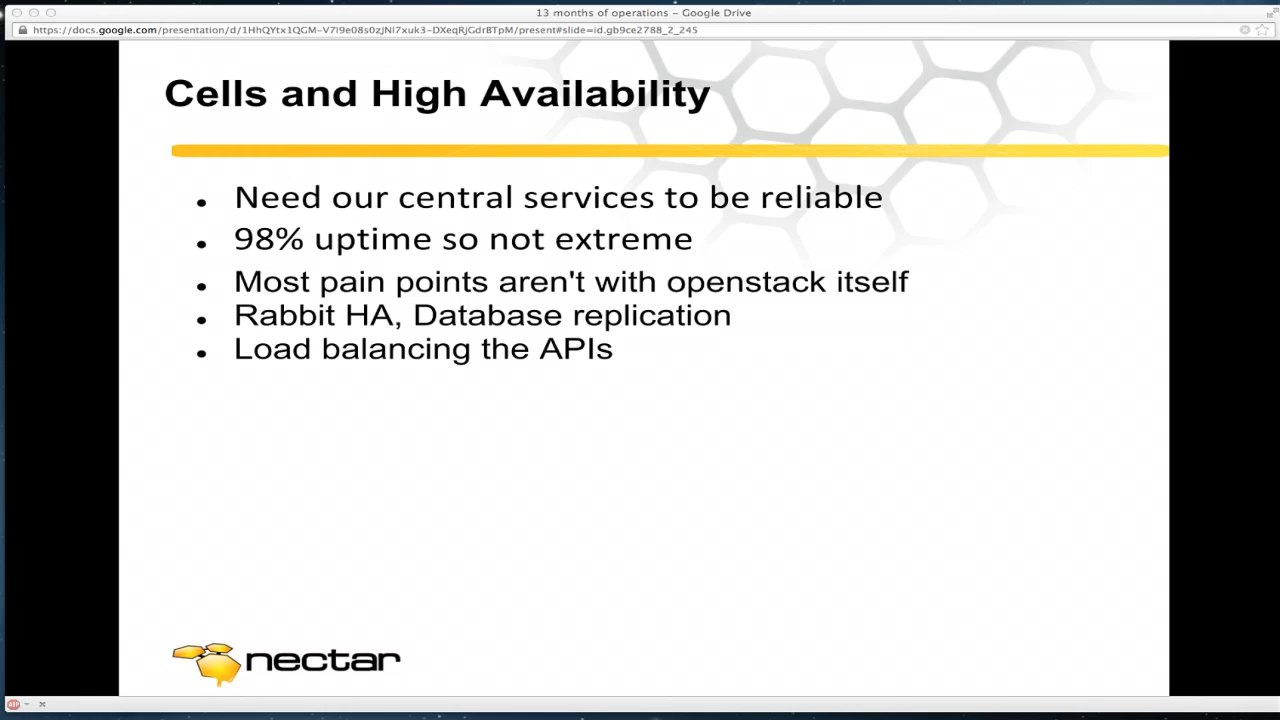 13 months of operations – Google Drive
https://docs.google.com/presentation/d/1HhQYtx1QGM-V7l9e08s0zJNl7xuk3-DXeqRjGdrBTpM/present#slide=id.gb9ce2788_2_245
Cells and High Availability
• Need our central services to be reliable
• 98% uptime so not extreme
• Most pain points aren't with openstack itself
• Rabbit HA, Database replication
• Load balancing the APIs
nectar
ABP